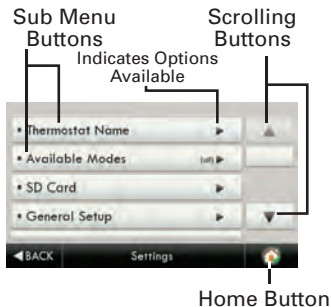 Sub Menu Buttons
Scrolling Buttons
Indicates Options Available
• Thermostat Name
• Available Modes (off)
• SD Card
• General Setup
◀BACK Settings
Home Button